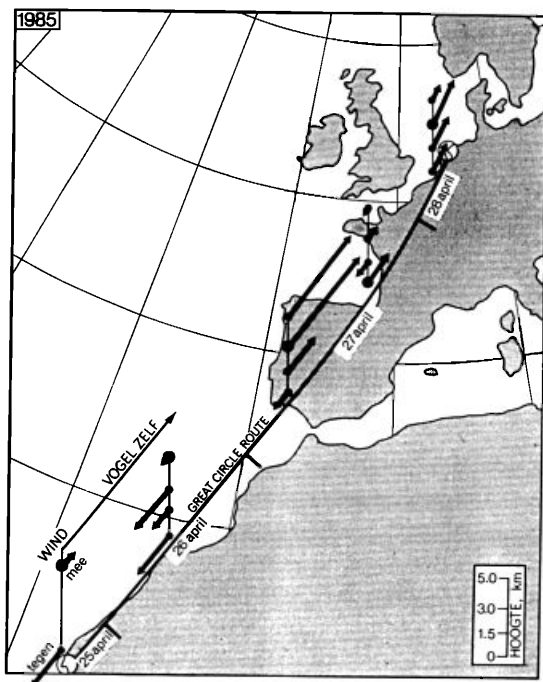 1985
VOGEL ZELF
WIND
mee
tegen
GREAT CIRCLE ROUTE
25 april
26 april
27 april
28 april
5.0
3.0
1.5
0
HOOGTE, km